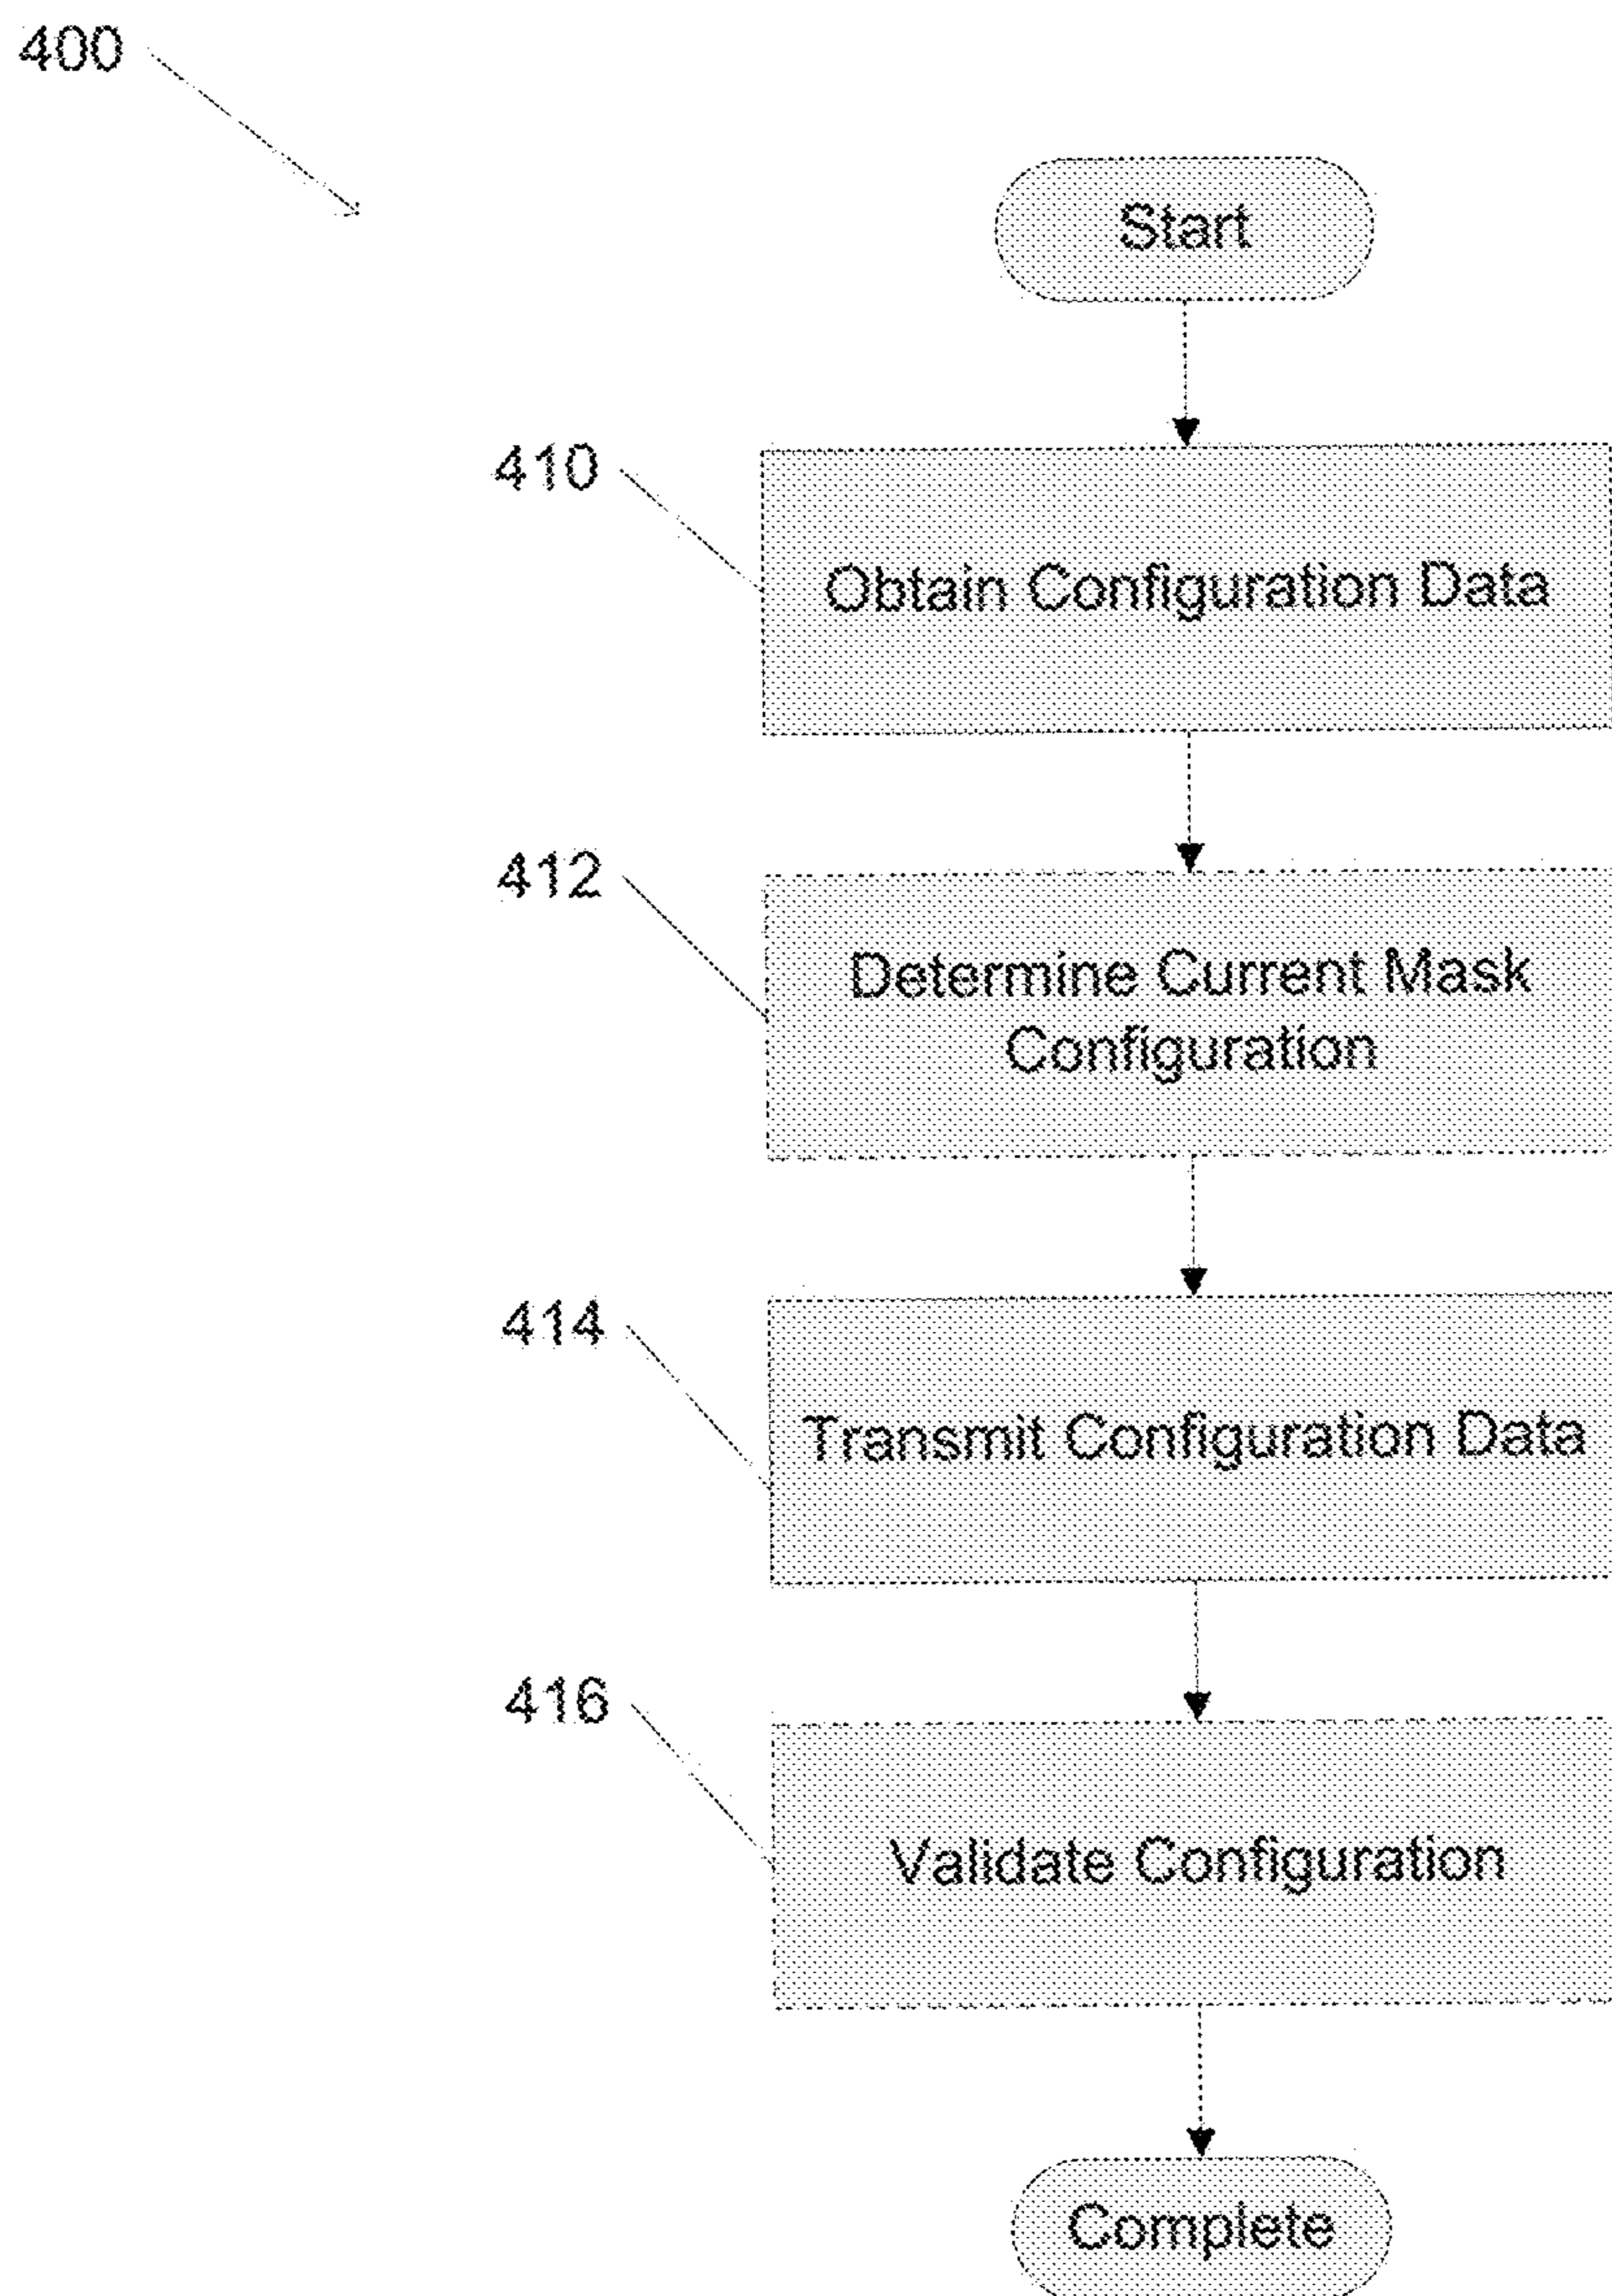 400
Start
410
Obtain Configuration Data
412
Determine Current Mask
Configuration
414
Transmit Configuration Data
416
Validate Configuration
Complete